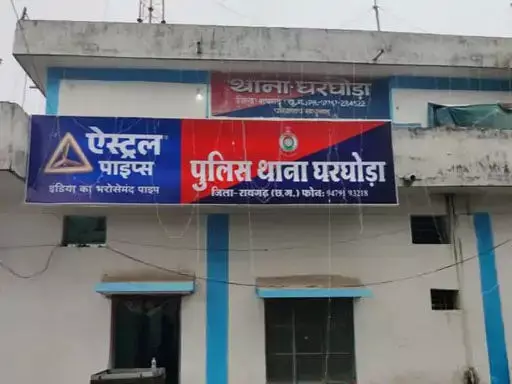 थाना-घरघोड़ा
ऐस्ट्रल
पाइप्स
इंडिया का भरोसेमंद पाइप
पुलिस थाना घरघोड़ा
जिला-रायगढ़ (छ.ग.) फोन: 94791 93218